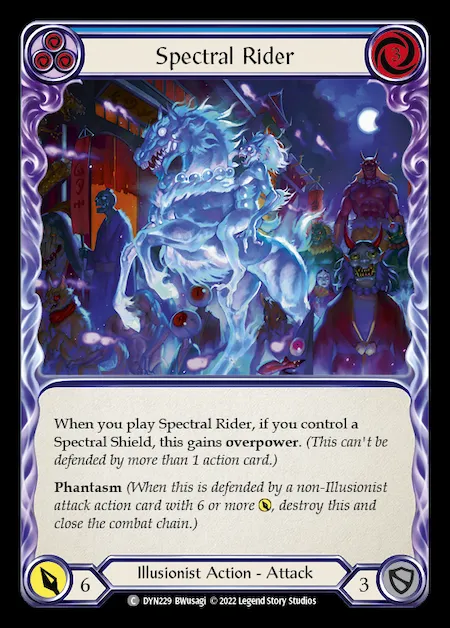 3
Spectral Rider
When you play Spectral Rider, if you control a
Spectral Shield, this gains overpower. (This can't be
defended by more than 1 action card.)
Phantasm (When this is defended by a non-Illusionist
attack action card with 6 or more , destroy this and
close the combat chain.)
6
Illusionist Action - Attack
3
C DYN229 BWusagi © 2022 Legend Story Studios